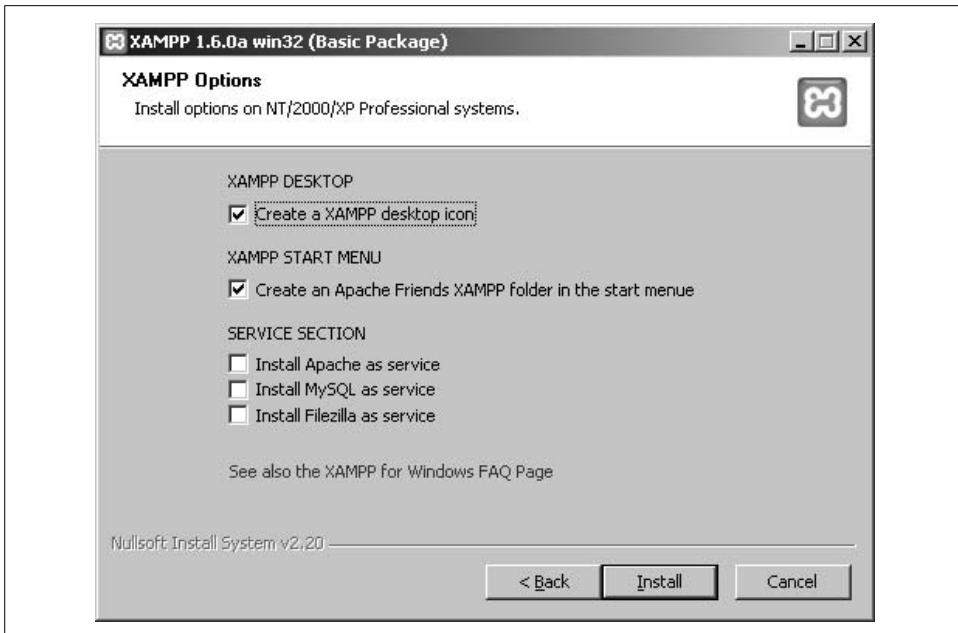 XAMPP 1.6.0a win32 (Basic Package)
XAMPP Options
Install options on NT/2000/XP Professional systems.
XAMPP DESKTOP
Create a XAMPP desktop icon
XAMPP START MENU
Create an Apache Friends XAMPP folder in the start menue
SERVICE SECTION
Install Apache as service
Install MySQL as service
Install Filezilla as service
See also the XAMPP for Windows FAQ Page
Nullsoft Install System v2.20
< Back Install Cancel